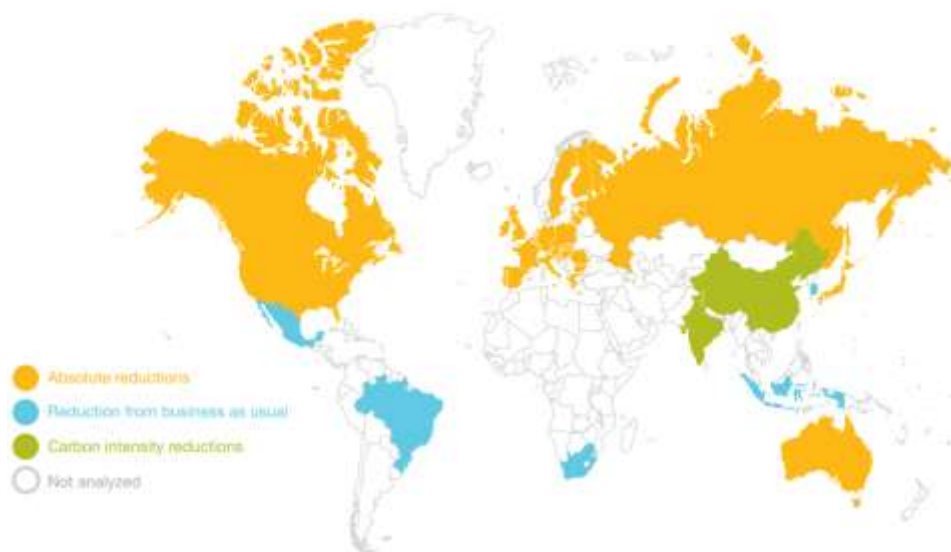 Absolute reductions
Reduction from business as usual
Carbon intensity reductions
Not analyzed